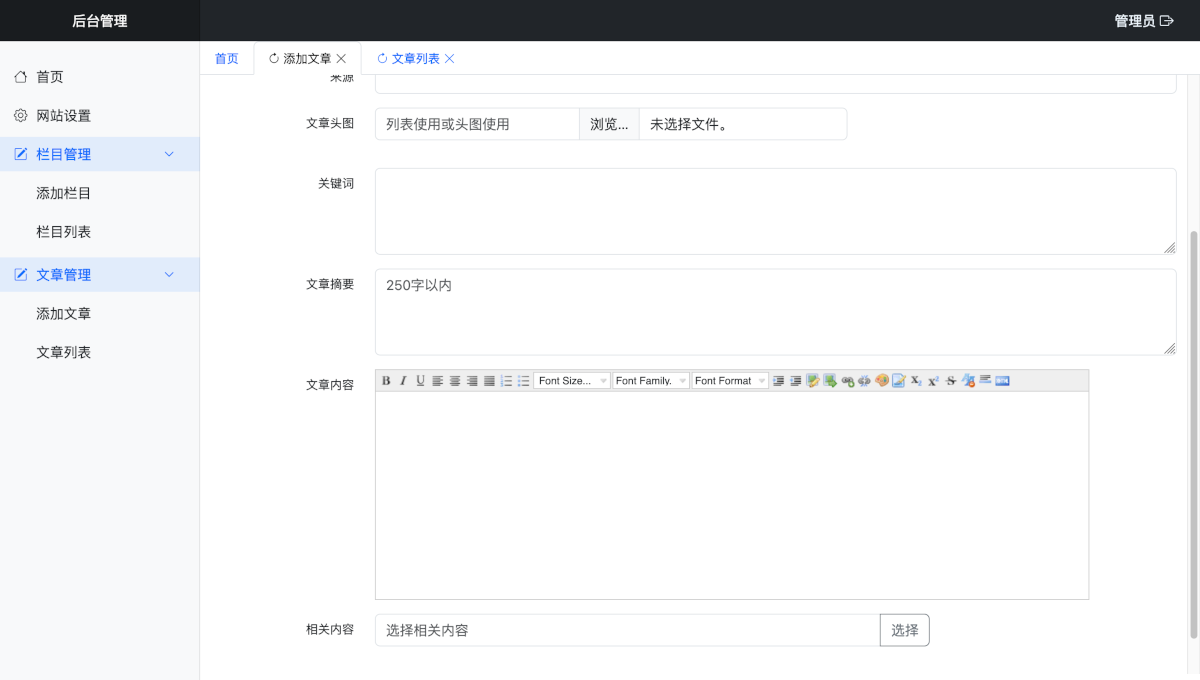 后台管理
管理员
首页
网站设置
栏目管理
添加栏目
栏目列表
文章管理
添加文章
文章列表
首页
添加文章
文章列表
来源
文章头图
列表使用或头图使用
浏览...
未选择文件。
关键词
文章摘要
250字以内
文章内容
B I U Font Size... Font Family. Font Format X₂ X² S
相关内容
选择相关内容
选择